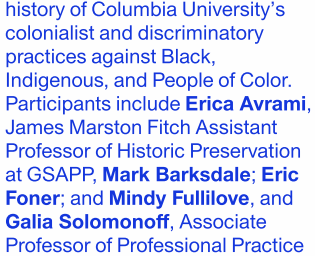 history of Columbia University’s
colonialist and discriminatory
practices against Black,
Indigenous, and People of Color.
Participants include Erica Avrami,
James Marston Fitch Assistant
Professor of Historic Preservation
at GSAPP, Mark Barksdale; Eric
Foner; and Mindy Fullilove, and
Galia Solomonoff, Associate
Professor of Professional Practice